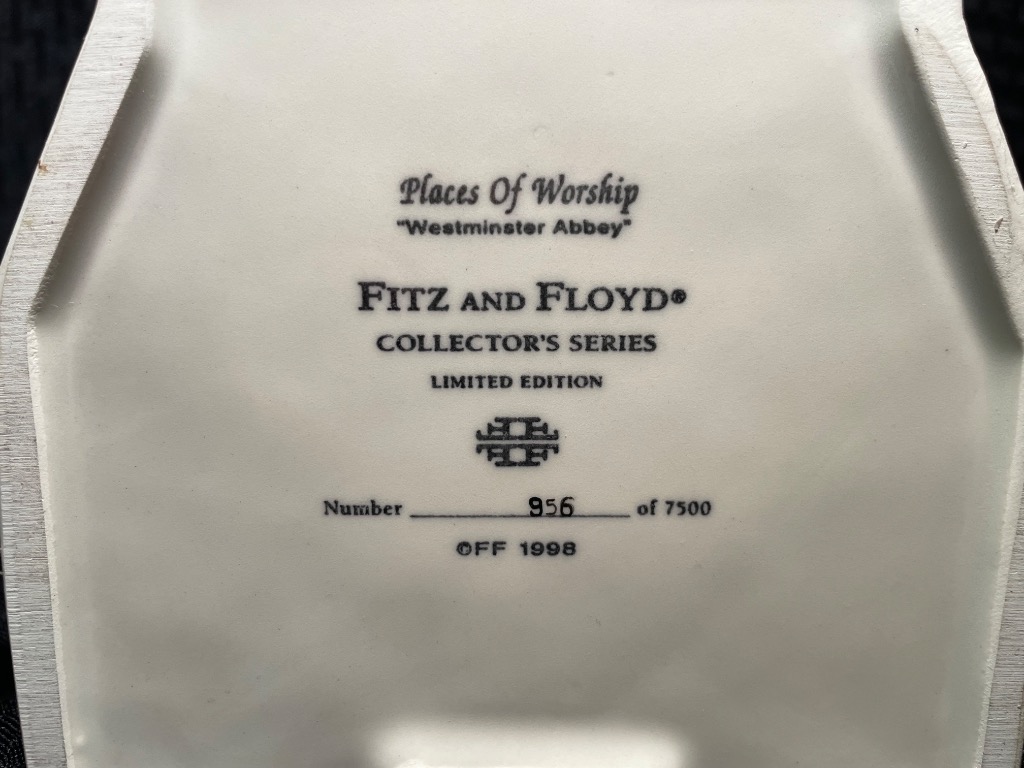 Places Of Worship
"Westminster Abbey"
FITZ AND FLOYD®
COLLECTOR'S SERIES
LIMITED EDITION
Number 956 of 7500
©FF 1998